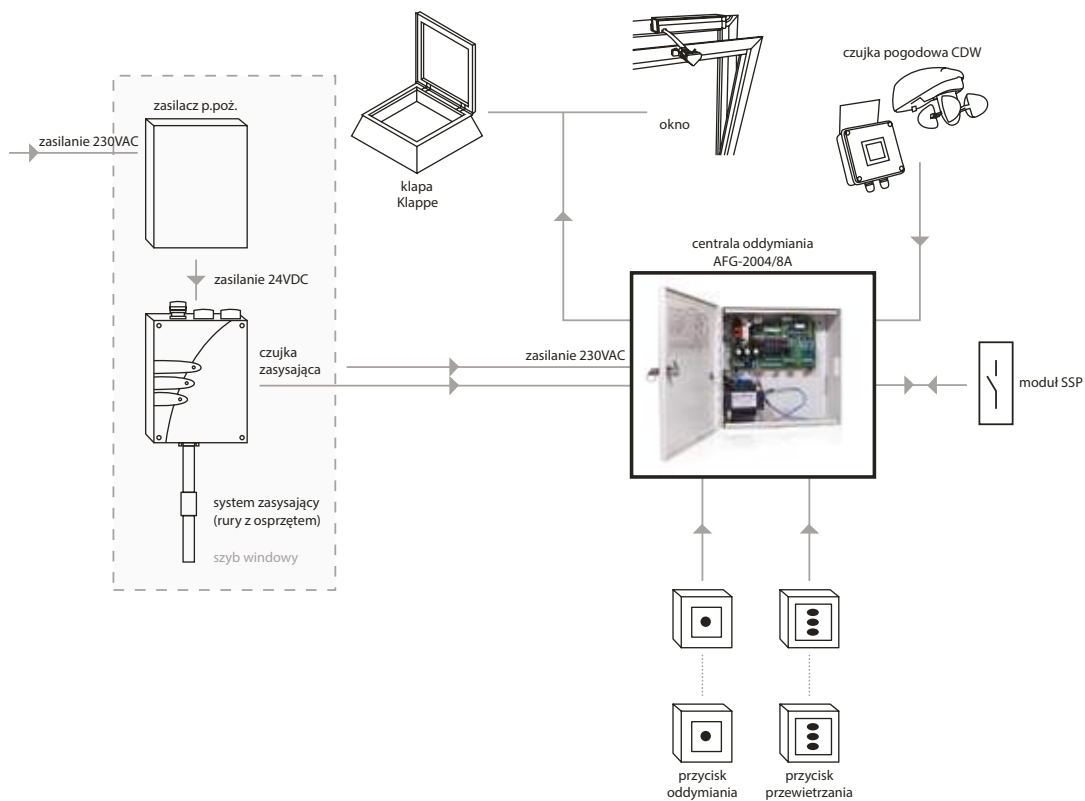 czujka pogodowa CDW
zasilacz p.poż.
zasilanie 230VAC
okno
klapa
Klappe
centrala oddymiania
AFG-2004/8A
zasilanie 24VDC
czujka
zasysająca
zasilanie 230VAC
moduł SSP
system zasysający
(rury z osprzętem)
szyb windowy
przycisk
oddymiania
przycisk
przewietrzania